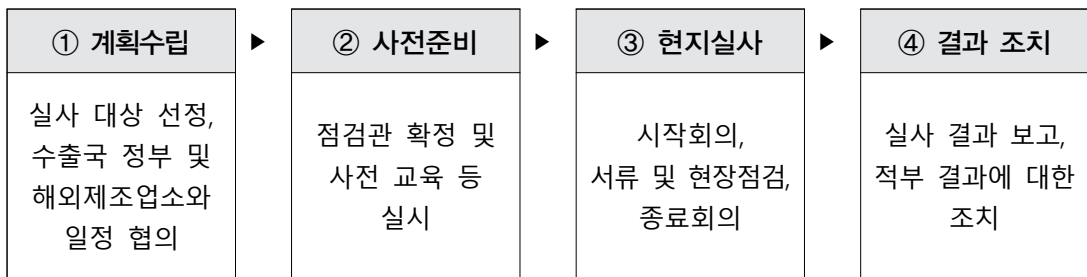 ① 계획수립
실사 대상 선정,
수출국 정부 및
해외제조업소와
일정 협의
▶
② 사전준비
점검관 확정 및
사전 교육 등
실시
▶
③ 현지실사
시작회의,
서류 및 현장점검,
종료회의
▶
④ 결과 조치
실사 결과 보고,
적부 결과에 대한
조치